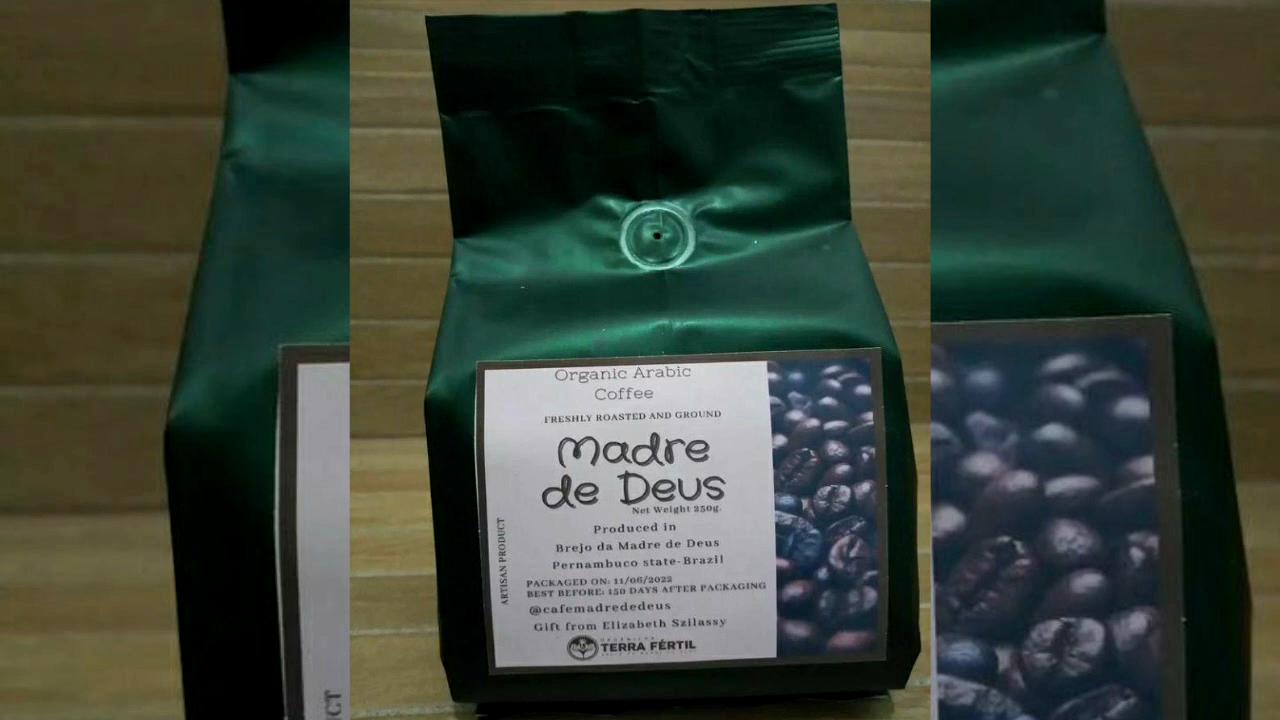 Organic Arabic
Coffee
FRESHLY ROASTED AND GROUND
Madre
de Deus
Net Weight 250g.
Produced in
Brejo da Madre de Deus
Pernambuco state-Brazil
ARTISAN PRODUCT
PACKAGED ON: 11/06/2022
BEST BEFORE: 150 DAYS AFTER PACKAGING
@cafemadrededeus
Gift from Elizabeth Szilassy
TERRA FÉRTIL
CT